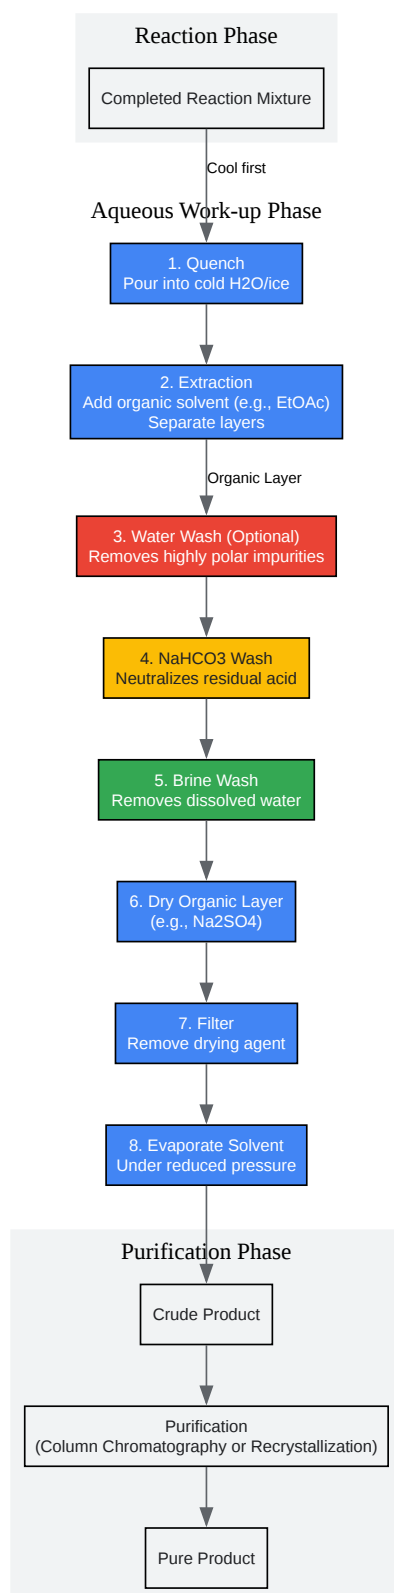 Reaction Phase
Completed Reaction Mixture
Cool first
Aqueous Work-up Phase
1. Quench
Pour into cold H2O/ice
2. Extraction
Add organic solvent (e.g., EtOAc)
Separate layers
Organic Layer
3. Water Wash (Optional)
Removes highly polar impurities
4. NaHCO3 Wash
Neutralizes residual acid
5. Brine Wash
Removes dissolved water
6. Dry Organic Layer
(e.g., Na2SO4)
7. Filter
Remove drying agent
8. Evaporate Solvent
Under reduced pressure
Purification Phase
Crude Product
Purification
(Column Chromatography or Recrystallization)
Pure Product